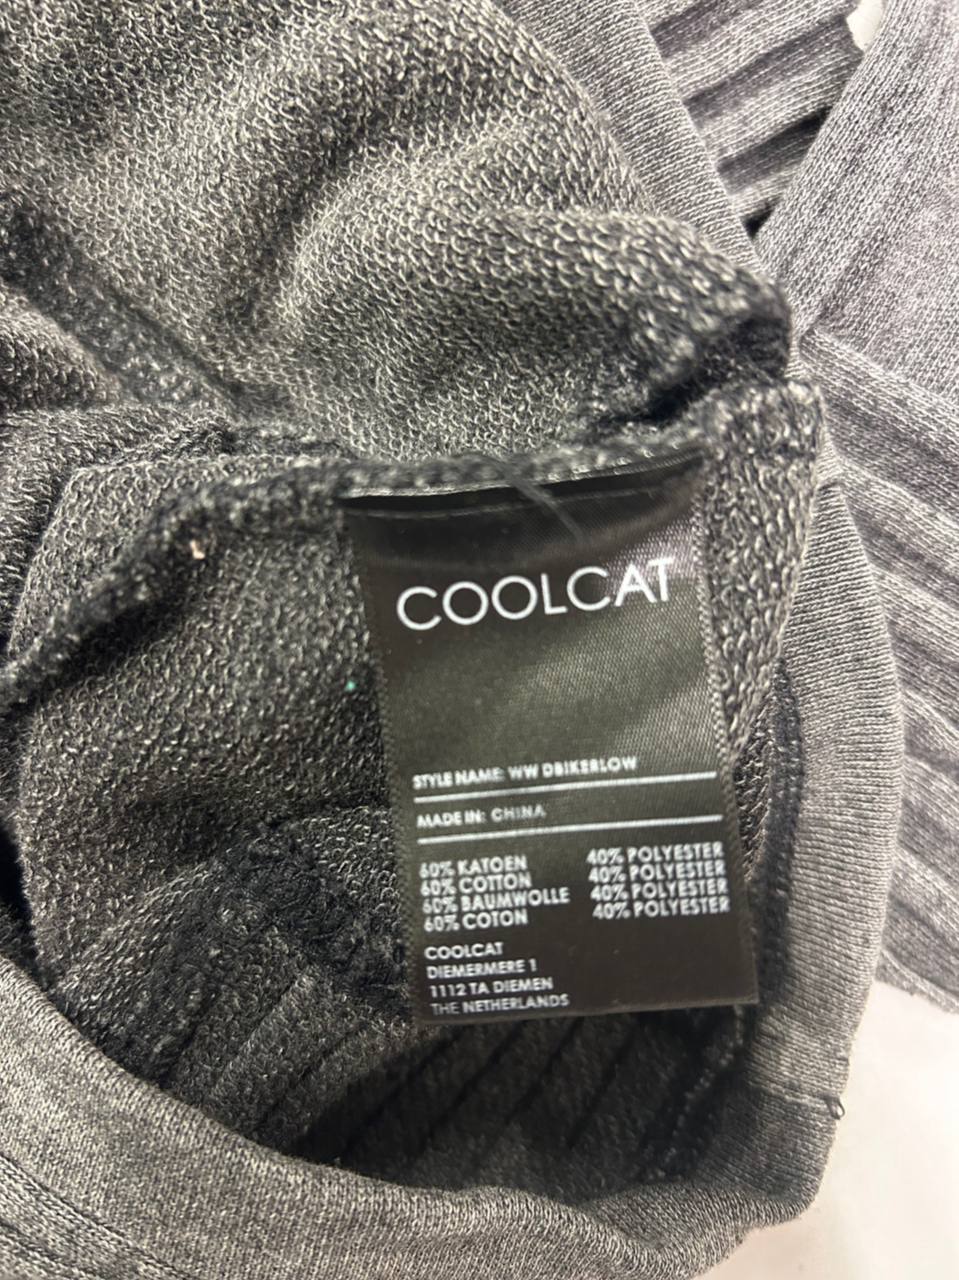 COOLCAT
STYLE NAME: WW DBIKERLOW
MADE IN: CHINA
60% KATOEN 40% POLYESTER
60% COTTON 40% POLYESTER
60% BAUMWOLLE 40% POLYESTER
60% COTON 40% POLYESTER
COOLCAT
DIEMERMERE 1
1112 TA DIEMEN
THE NETHERLANDS